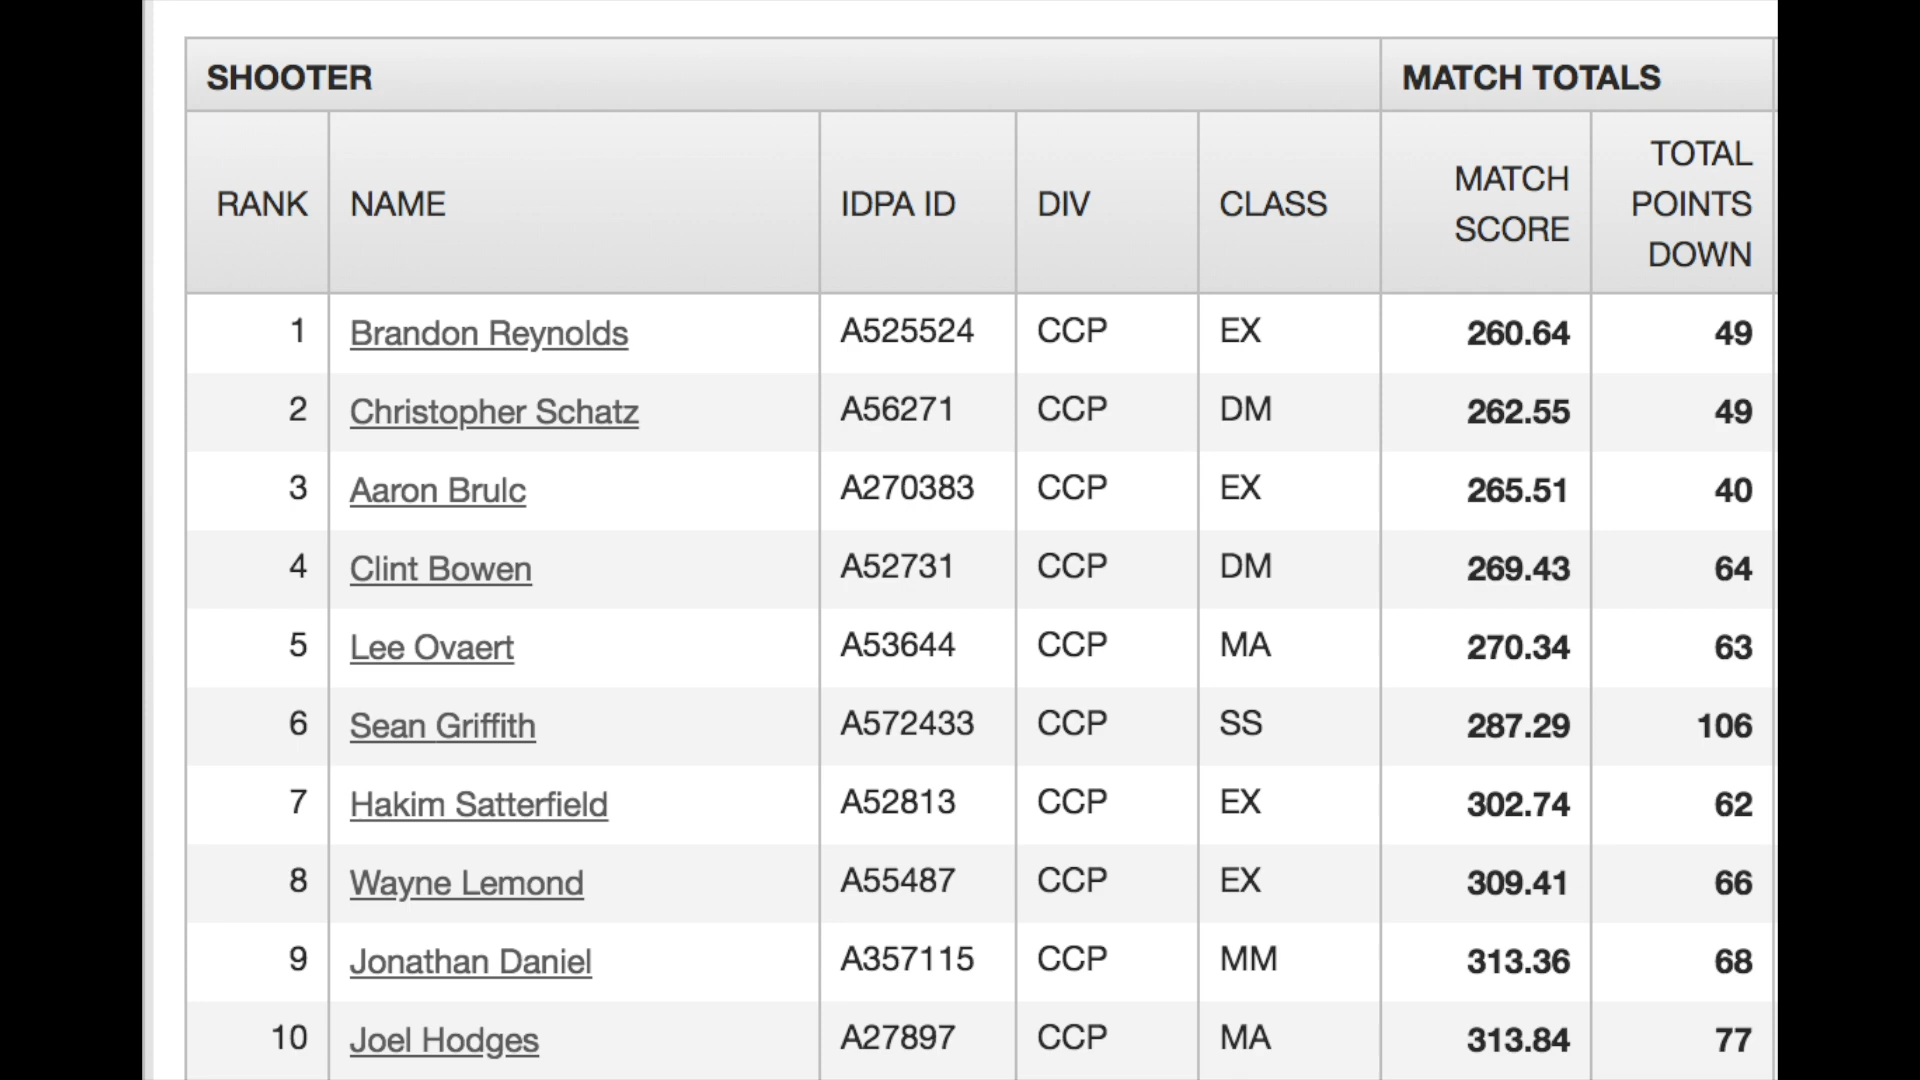 SHOOTER MATCH TOTALS
RANK NAME IDPA ID DIV CLASS MATCH SCORE TOTAL POINTS DOWN
1 Brandon Reynolds A525524 CCP EX 260.64 49
2 Christopher Schatz A56271 CCP DM 262.55 49
3 Aaron Brulc A270383 CCP EX 265.51 40
4 Clint Bowen A52731 CCP DM 269.43 64
5 Lee Ovaert A53644 CCP MA 270.34 63
6 Sean Griffith A572433 CCP SS 287.29 106
7 Hakim Satterfield A52813 CCP EX 302.74 62
8 Wayne Lemond A55487 CCP EX 309.41 66
9 Jonathan Daniel A357115 CCP MM 313.36 68
10 Joel Hodges A27897 CCP MA 313.84 77